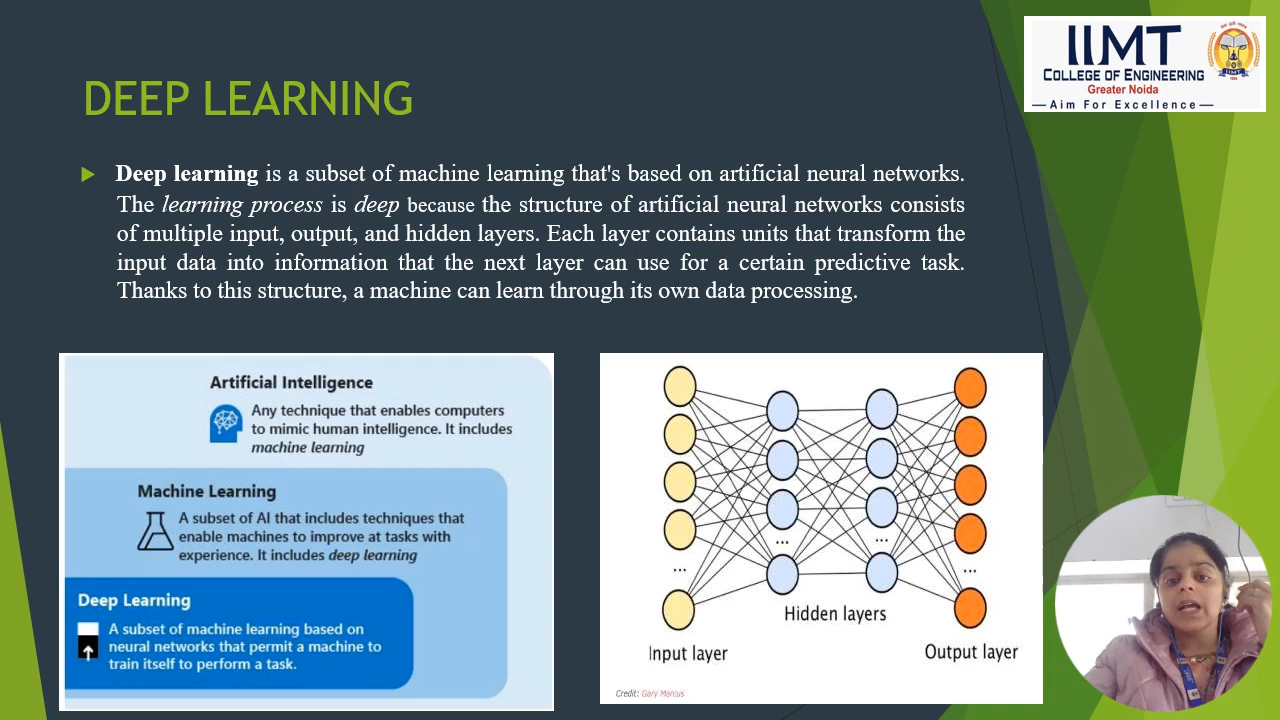 IIMT
COLLEGE OF ENGINEERING
Greater Noida
Aim For Excellence
IIMT
DEEP LEARNING
Deep learning is a subset of machine learning that's based on artificial neural networks.
The learning process is deep because the structure of artificial neural networks consists
of multiple input, output, and hidden layers. Each layer contains units that transform the
input data into information that the next layer can use for a certain predictive task.
Thanks to this structure, a machine can learn through its own data processing.
Artificial Intelligence
Any technique that enables computers
to mimic human intelligence. It includes
machine learning
Machine Learning
A subset of AI that includes techniques that
enable machines to improve at tasks with
experience. It includes deep learning
Deep Learning
A subset of machine learning based on
neural networks that permit a machine to
train itself to perform a task.
...
...
...
...
Hidden layers
Input layer
Output layer
Credit: Gary Marcus